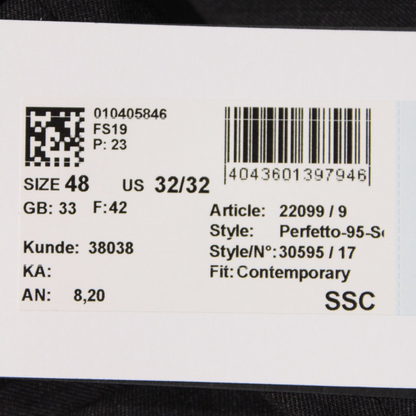 010405846
FS19
P: 23
4043601397946
SIZE 48 US 32/32
GB: 33 F:42
Article: 22099 / 9
Style: Perfetto-95-S
Style/N°: 30595 / 17
Kunde: 38038
KA:
Fit: Contemporary
AN: 8,20
SSC